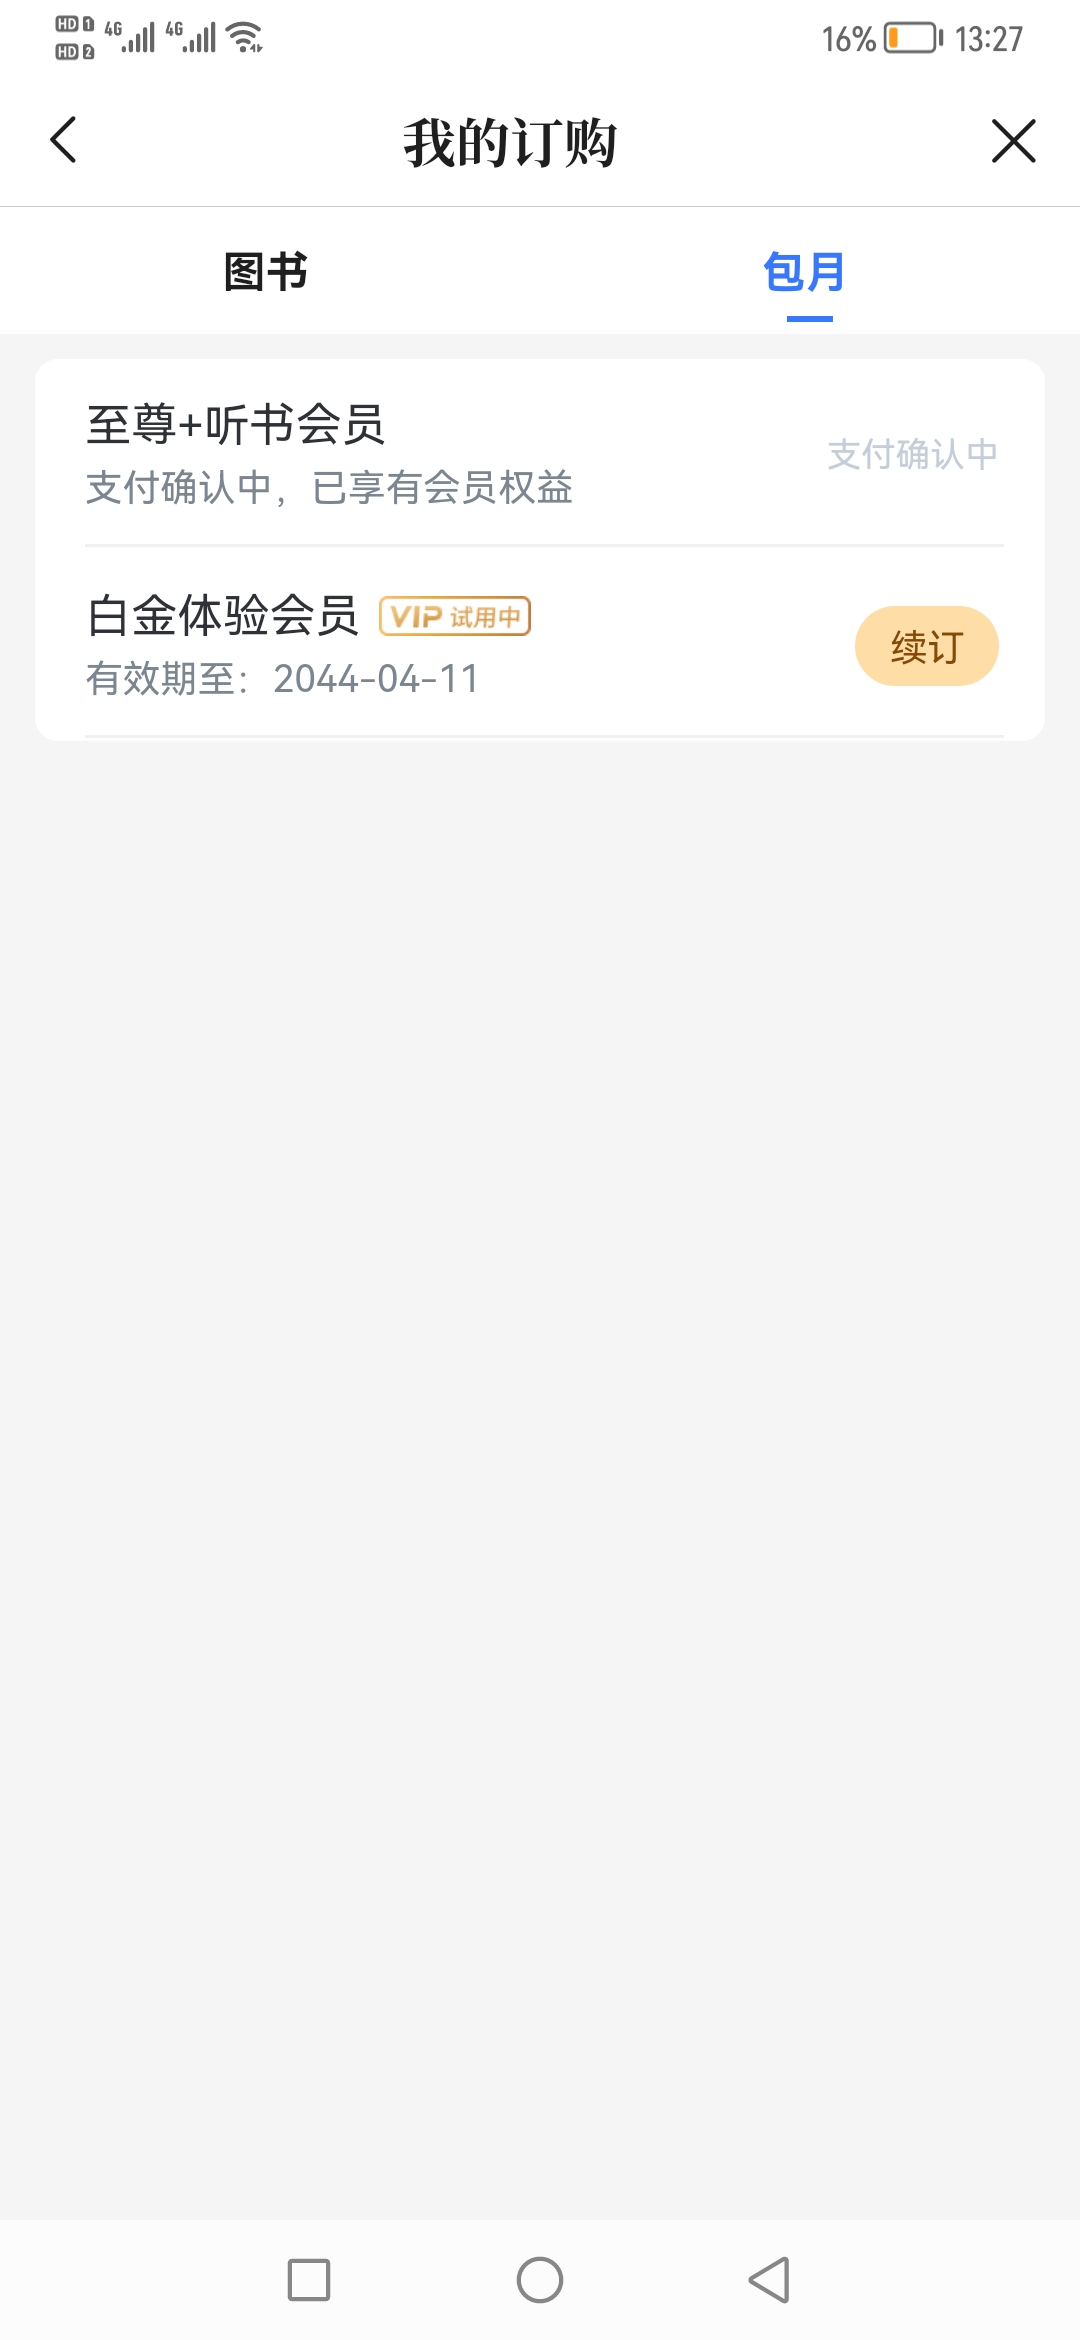 HD 1 4G 4G 16% 13:27
HD 2
我的订购
图书 包月
至尊+听书会员
支付确认中
支付确认中，已享有会员权益
白金体验会员 VIP 试用中
续订
有效期至：2044-04-11